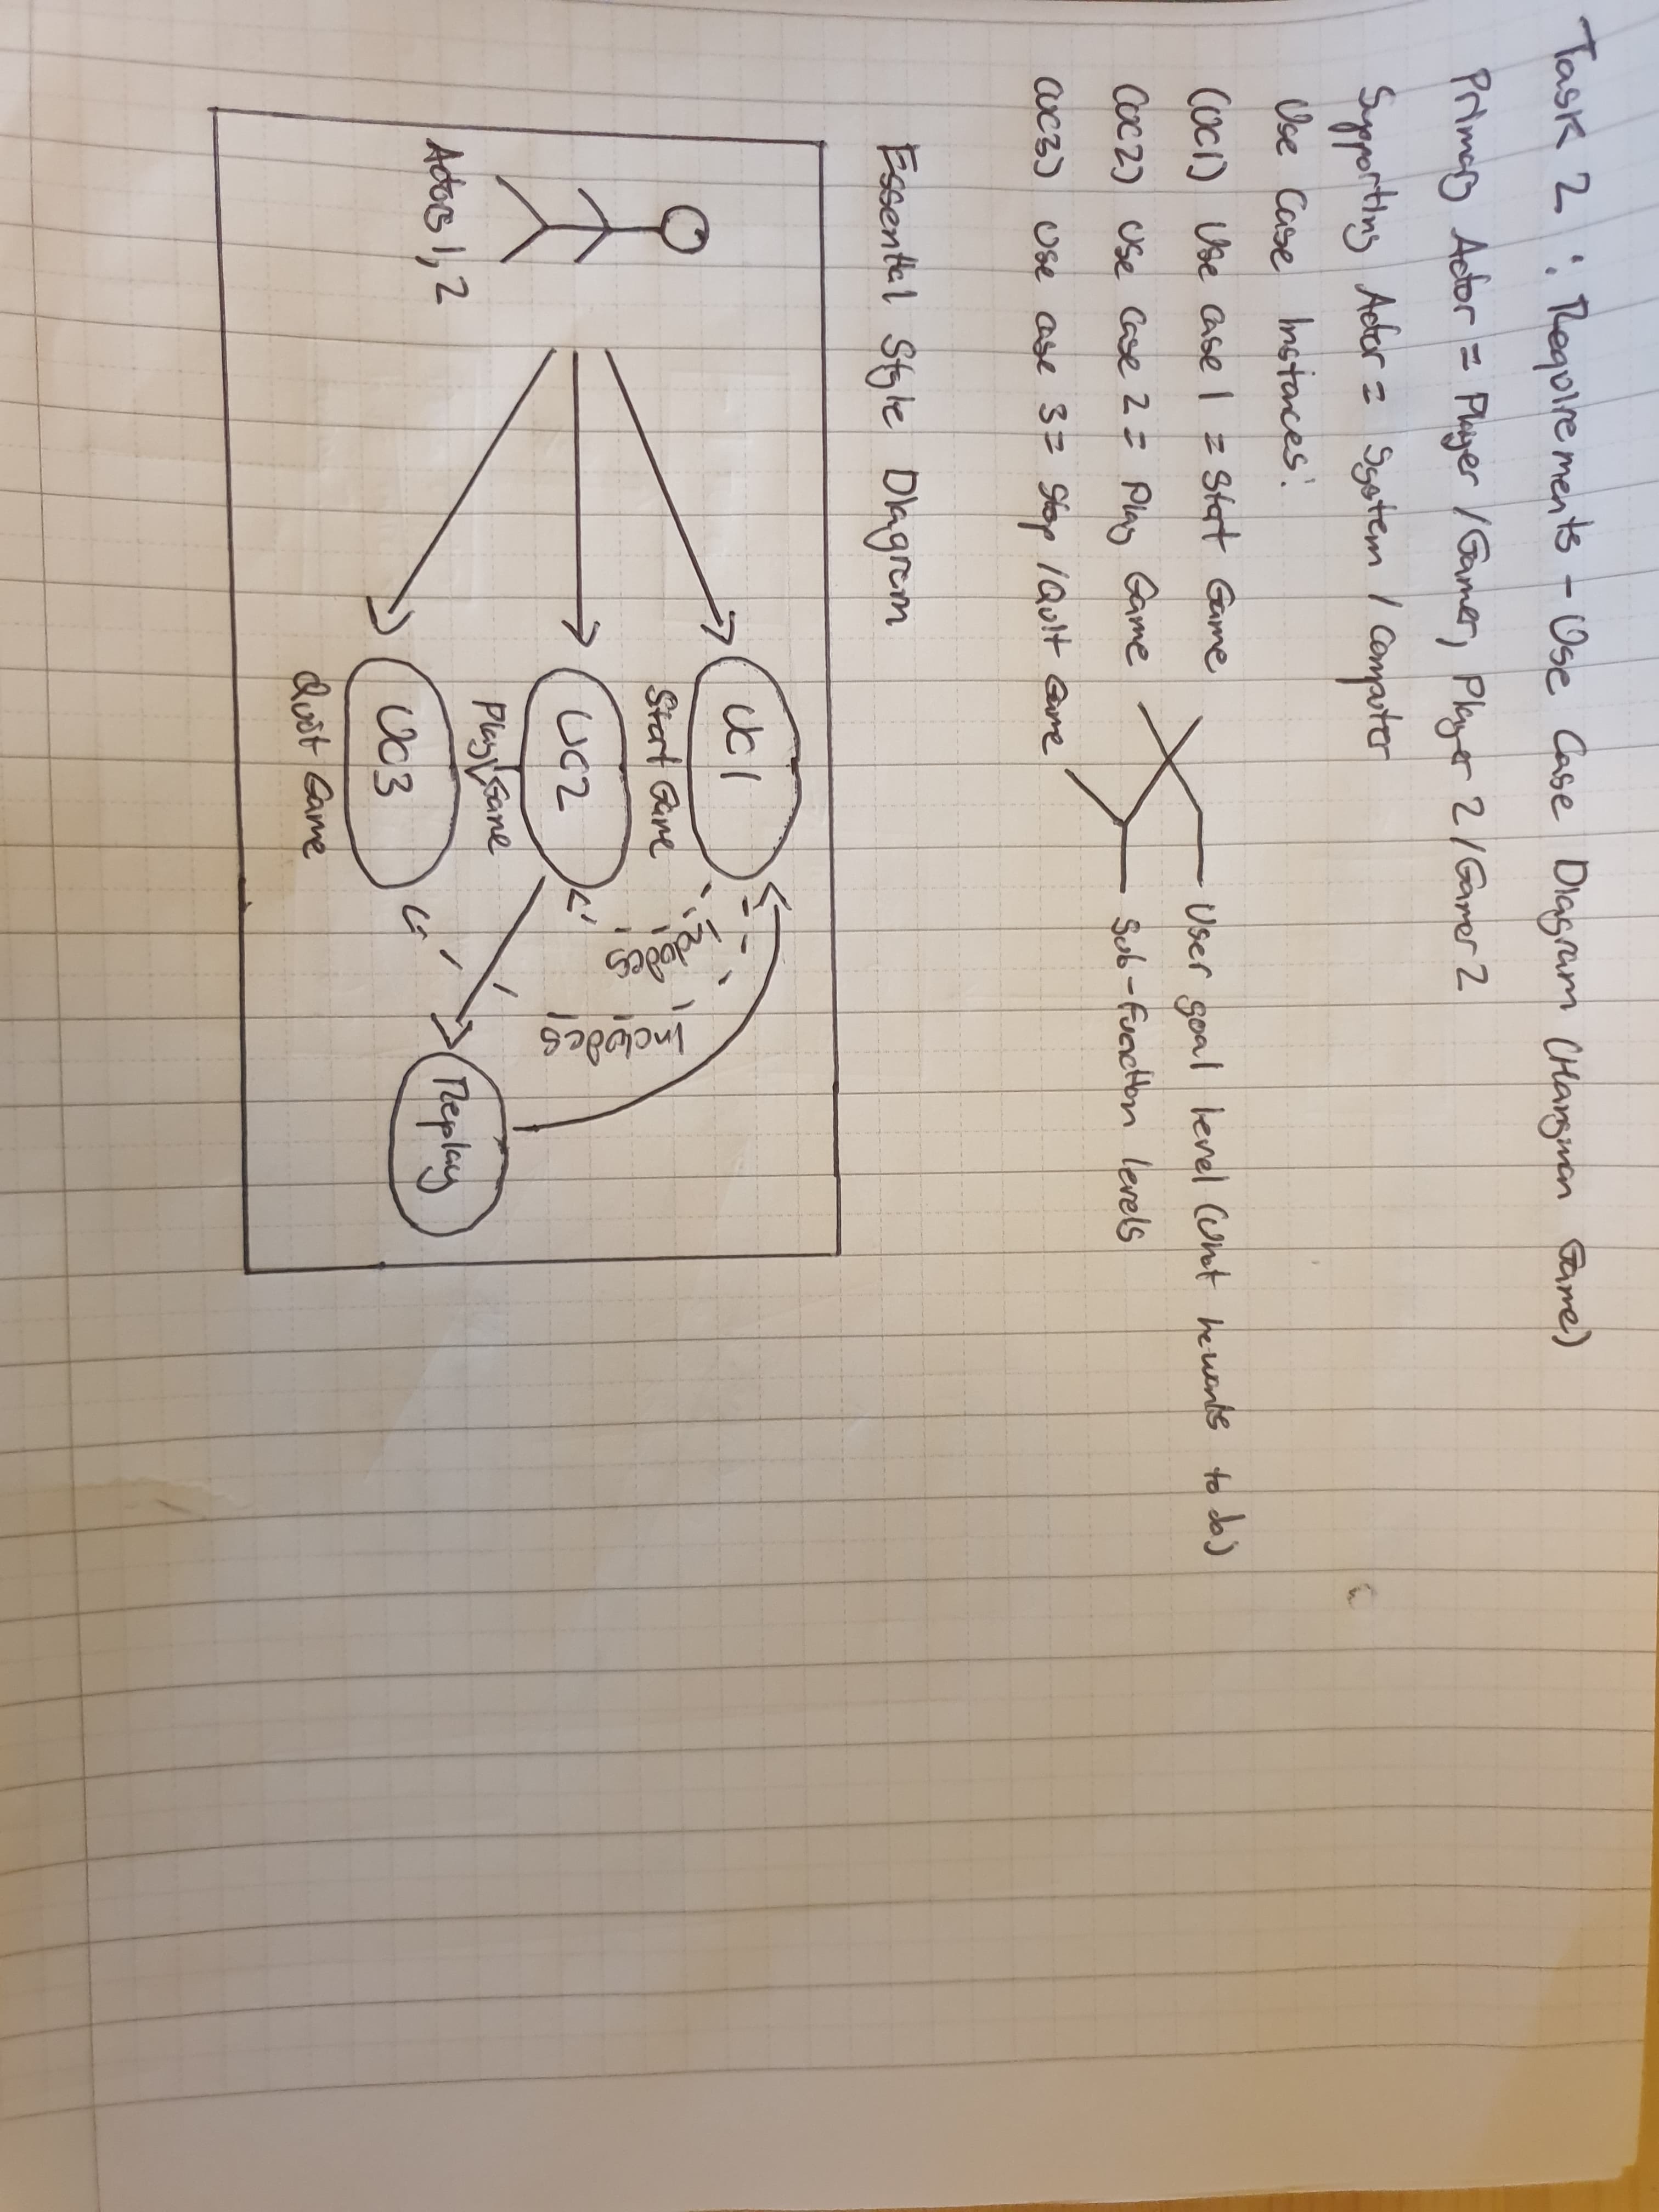 Task 2 : Requirements - Use Case Diagram (Hangman Game)
Primary Actor = Player / Gamer, Player 2 / Gamer 2
Supporting Actor = System / Computer
Use Case Instances:
(UC1) Use case 1 = Start Game
User goal level (What he wants to do)
(UC2) Use Case 2 = Play Game
Sub-function levels
(UC3) Use case 3 = Stop / Quit Game
Essential Style Diagram
UC1
Start Game
Includes
Includes
UC2
Play Game
Actors 1, 2
Replay
UC3
Quit Game